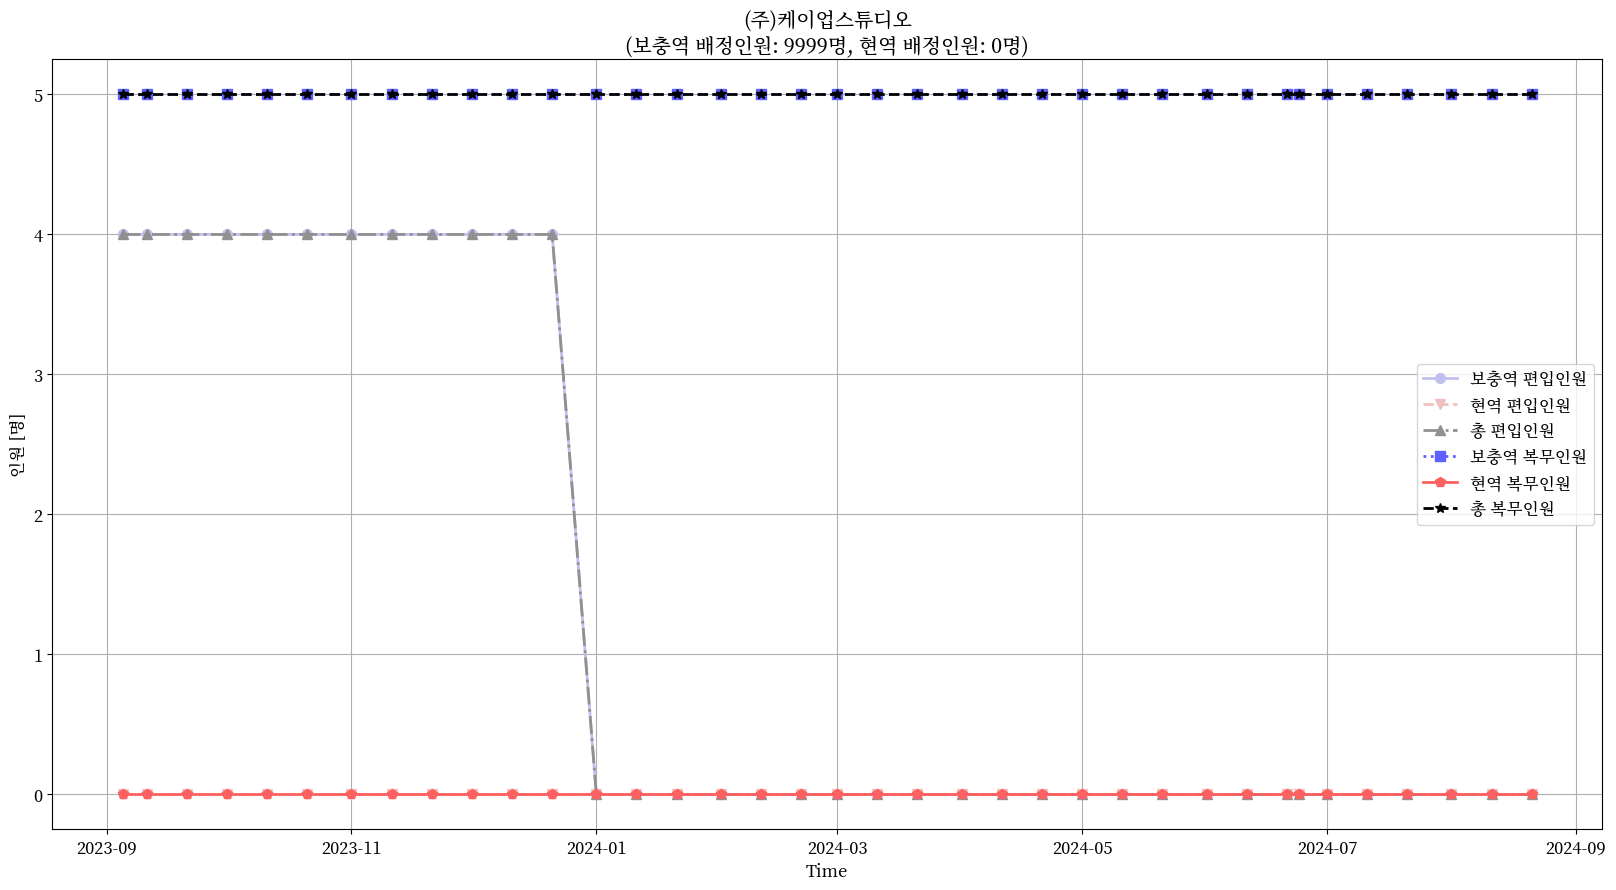 (주)케이업스튜디오
(보충역 배정인원: 9999명, 현역 배정인원: 0명)
5
4
3
2
1
0
인원 [명]
보충역 편입인원
현역 편입인원
총 편입인원
보충역 복무인원
현역 복무인원
총 복무인원
2023-09 2023-11 2024-01 2024-03 2024-05 2024-07 2024-09
Time